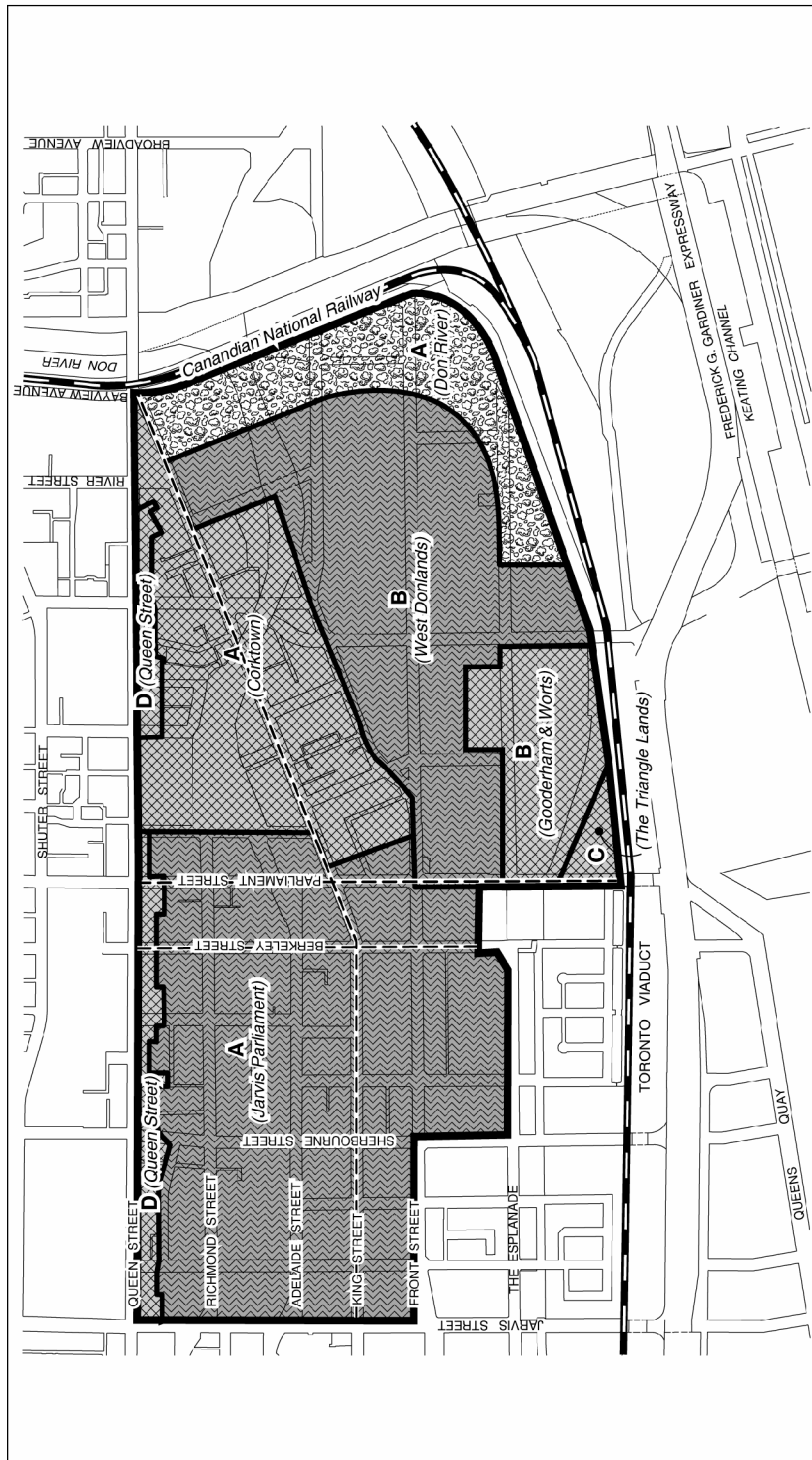 BROADVIEW AVENUE
DON RIVER
BAYVIEW AVENUE
RIVER STREET
SHUTER STREET
Canandian National Railway
A
(Don River)
FREDERICK G. GARDINER EXPRESSWAY
KEATING CHANNEL
D (Queen Street)
A
(Corktown)
B
(West Donlands)
B
(Gooderham & Worts)
C
(The Triangle Lands)
PARLIAMENT
STREET
BERKELEY STREET
A
(Jarvis Parliament)
D (Queen Street)
SHERBOURNE
STREET
QUEEN STREET
RICHMOND STREET
ADELAIDE STREET
KING STREET
FRONT STREET
THE ESPLANADE
JARVIS STREET
TORONTO VIADUCT
QUEENS
QUAY